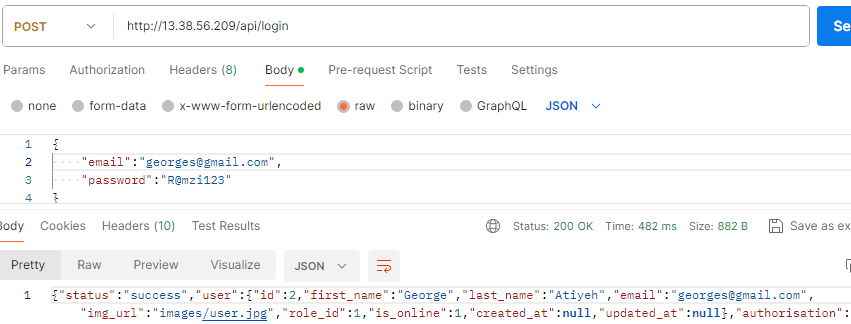 POST http://13.38.56.209/api/login Se
Params Authorization Headers (8) Body Pre-request Script Tests Settings
none form-data x-www-form-urlencoded raw binary GraphQL JSON
1 {
2 "email":"georges@gmail.com",
3 "password":"R@mzi123"
4 }
Body Cookies Headers (10) Test Results Status: 200 OK Time: 482 ms Size: 882 B Save as ex
Pretty Raw Preview Visualize JSON
1 {"status":"success","user":{"id":2,"first_name":"George","last_name":"Atiyeh","email":"georges@gmail.com",
"img_url":"images/user.jpg","role_id":1,"is_online":1,"created_at":null,"updated_at":null},"authorisation":